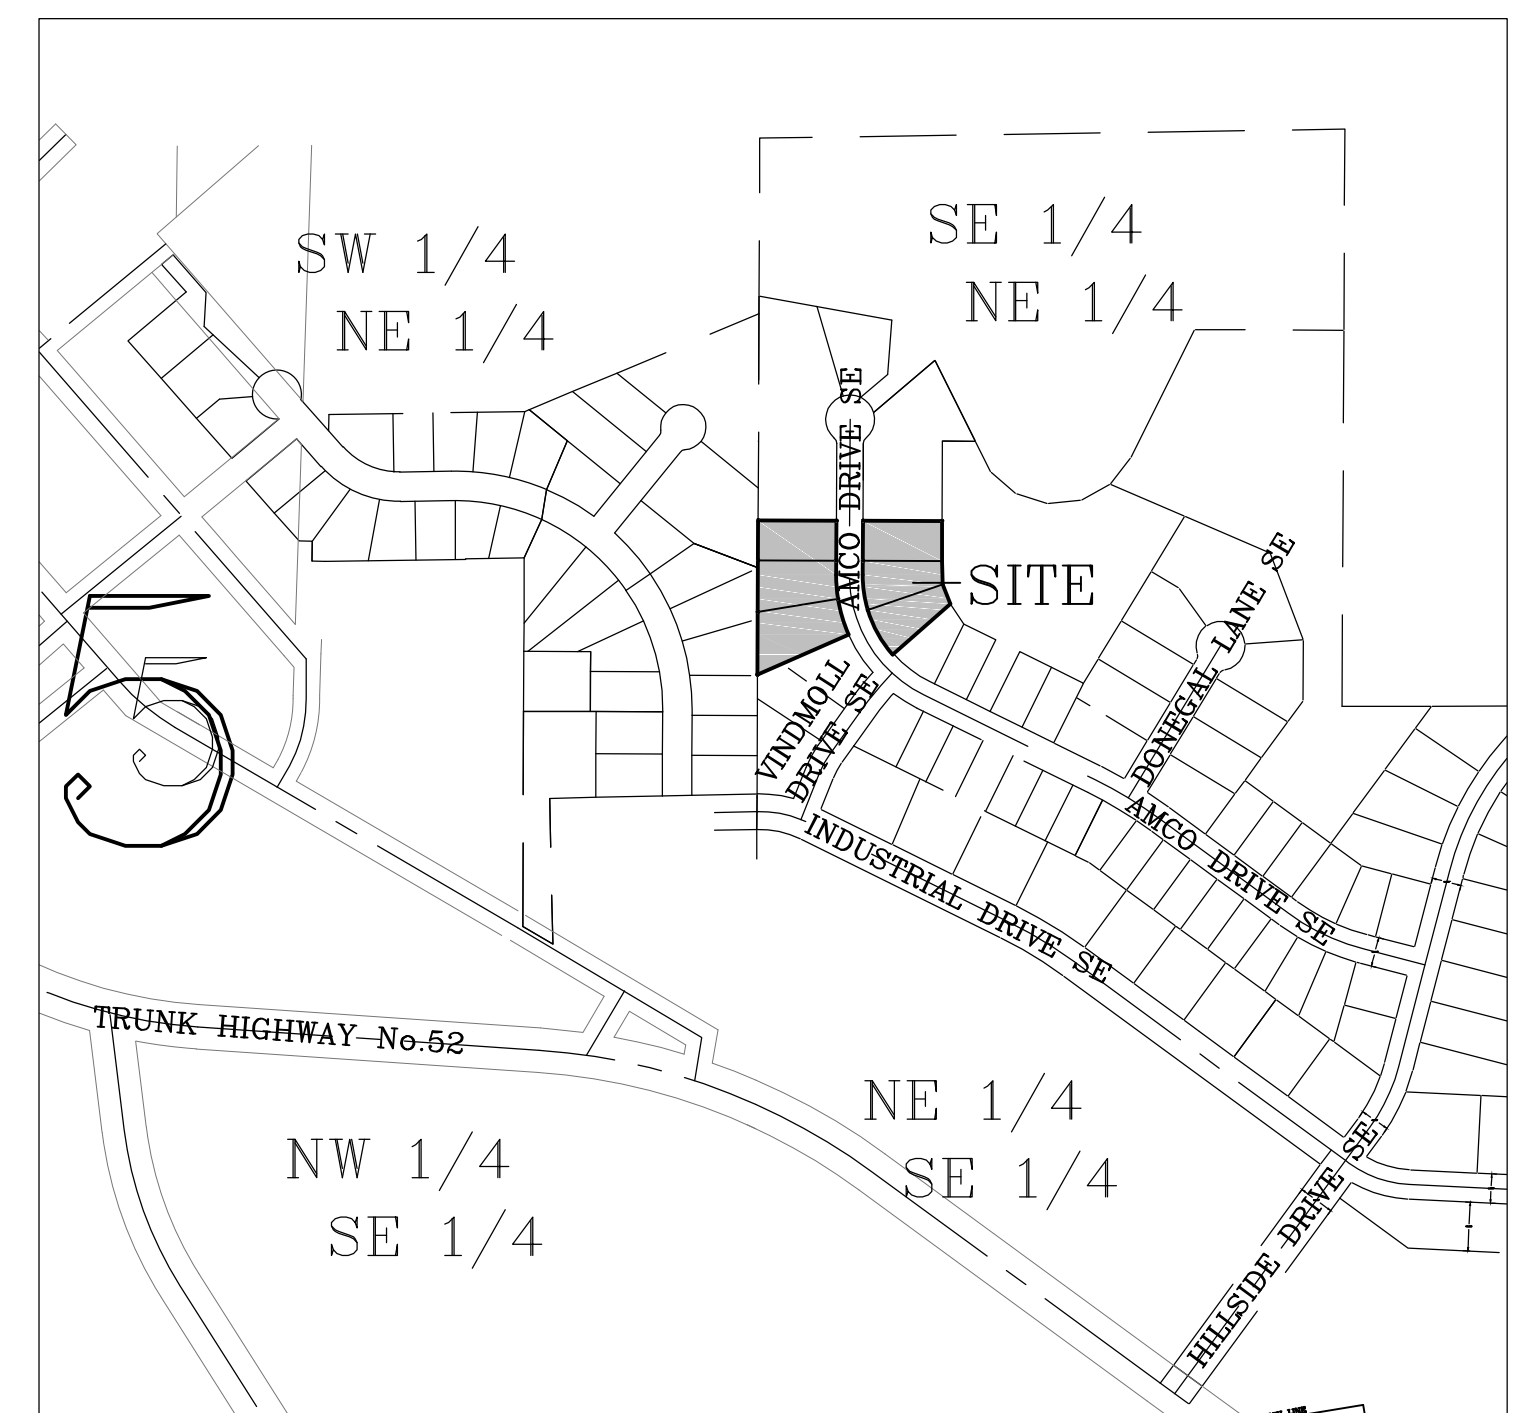 SE 1/4
NE 1/4
SW 1/4
NE 1/4
AMCO DRIVE SE
AMCO
SITE
DONEGAL LANE SE
VINDMOLL
DRIVE SE
AMCO DRIVE SE
INDUSTRIAL DRIVE SE
5
TRUNK HIGHWAY No.52
NE 1/4
SE 1/4
NW 1/4
SE 1/4
HILLSIDE DRIVE SE